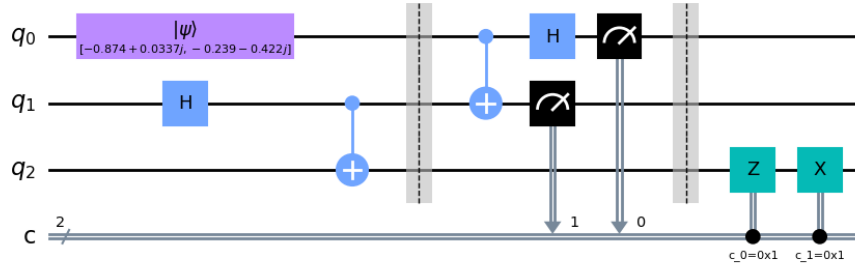 |ψ⟩
q₀ [-0.874+0.0337j, -0.239-0.422j] H
q₁ H
q₂ Z X
c 2 1 0
c_0=0x1 c_1=0x1